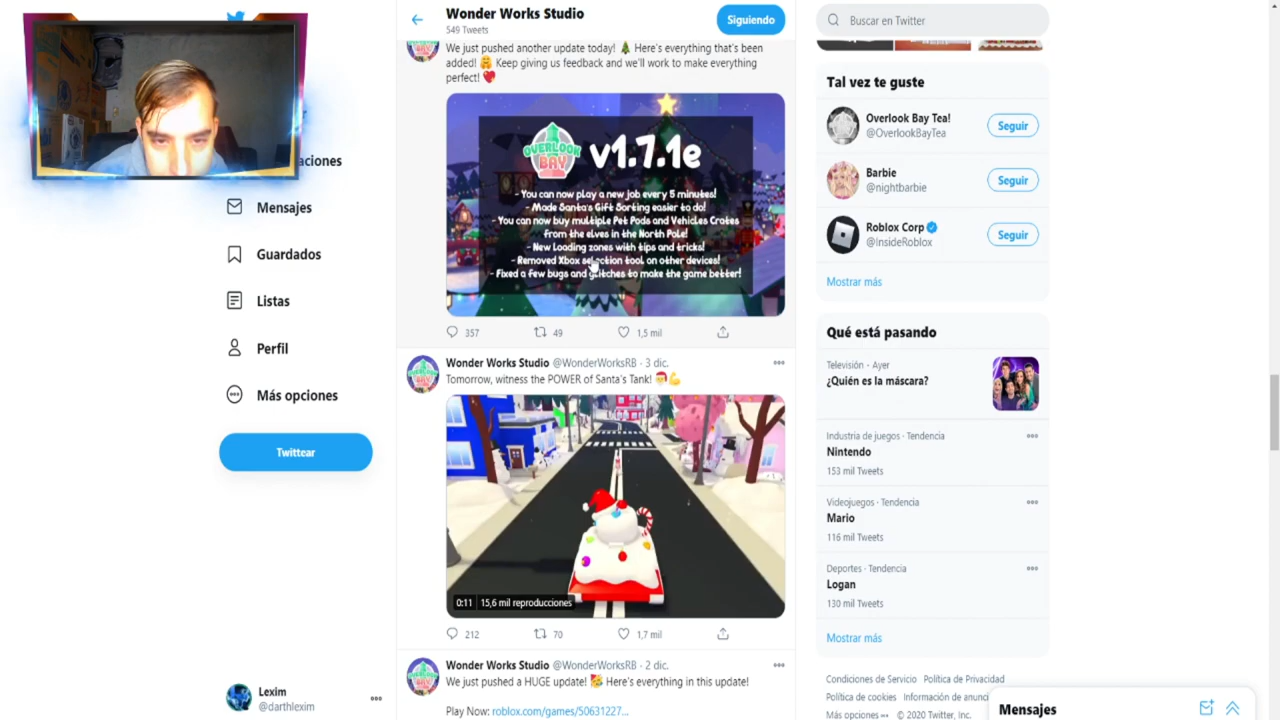 Wonder Works Studio
549 Tweets
Siguiendo
Buscar en Twitter
We just pushed another update today! 🎄 Here's everything that's been
added! 🤗 Keep giving us feedback and we'll work to make everything
perfect! ❤️
OVERLOOK
BAY
v1.7.1e
- You can now play a new job every 5 minutes!
- Made Santa's Gift Sorting easier to do!
- You can now buy multiple Pet Pods and Vehicles Crates
from the elves in the North Pole!
- New Loading zones with tips and tricks!
- Removed Xbox selection tool on other devices!
- Fixed a few bugs and glitches to make the game better!
357
49
1,5 mil
Wonder Works Studio @WonderWorksRB · 3 dic.
Tomorrow, witness the POWER of Santa's Tank! 🎅💪
0:11 15,6 mil reproducciones
212
70
1,7 mil
Wonder Works Studio @WonderWorksRB · 2 dic.
We just pushed a HUGE update! 🥳 Here's everything in this update!
Play Now: roblox.com/games/50631227...
aciones
Mensajes
Guardados
Listas
Perfil
Más opciones
Twittear
Lexim
@darthlexim
Tal vez te guste
Overlook Bay Tea!
@OverlookBayTea
Seguir
Barbie
@nightbarbie
Seguir
Roblox Corp
@InsideRoblox
Seguir
Mostrar más
Qué está pasando
Televisión · Ayer
¿Quién es la máscara?
Industria de juegos · Tendencia
Nintendo
153 mil Tweets
Videojuegos · Tendencia
Mario
116 mil Tweets
Deportes · Tendencia
Logan
130 mil Tweets
Mostrar más
Condiciones de Servicio Política de Privacidad
Política de cookies Información de anunci
Más opciones ••• © 2020 Twitter, Inc.
Mensajes